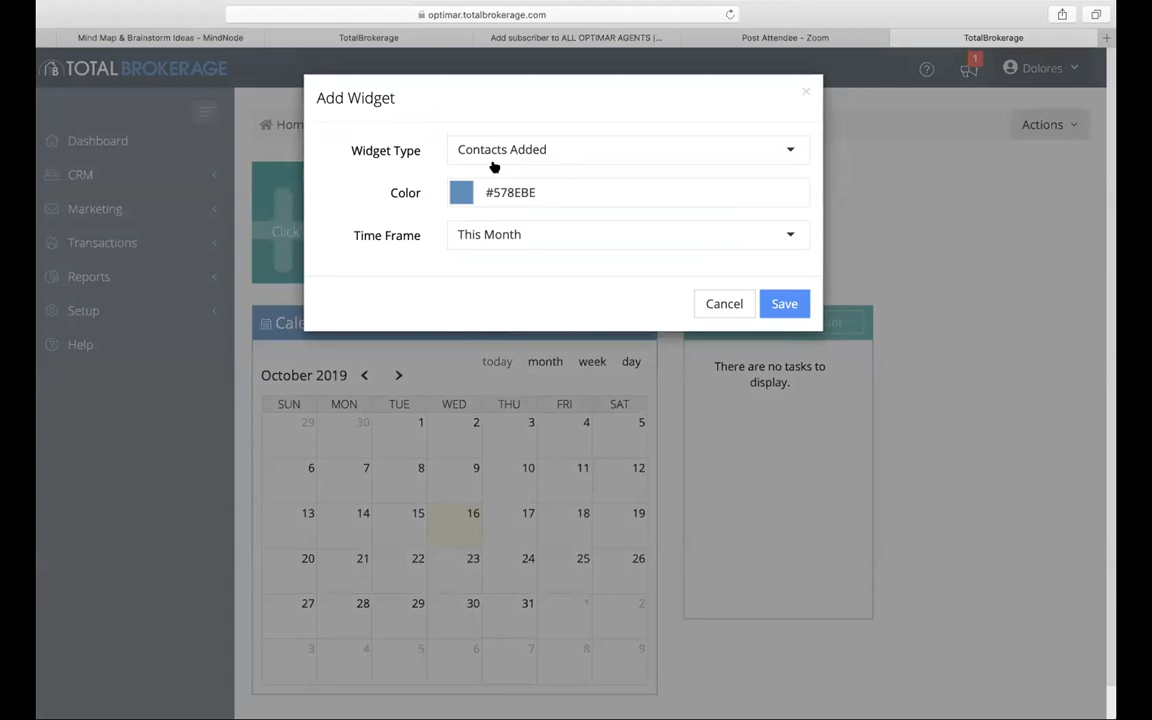 optimar.totalbrokerage.com
Mind Map & Brainstorm Ideas - MindNode
TotalBrokerage
Add subscriber to ALL OPTIMAR AGENTS |...
Post Attendee - Zoom
TotalBrokerage
+
TOTALBROKERAGE
1
Dolores
Dashboard
CRM
Marketing
Transactions
Reports
Setup
Help
Hom
Actions
Click
Add Widget
×
Widget Type
Contacts Added
Color
#578EBE
Time Frame
This Month
Cancel
Save
Cale
today
month
week
day
October 2019
SUN MON TUE WED THU FRI SAT
29 30 1 2 3 4 5
6 7 8 9 10 11 12
13 14 15 16 17 18 19
20 21 22 23 24 25 26
27 28 29 30 31 1 2
3 4 5 6 7 8 9
There are no tasks to
display.